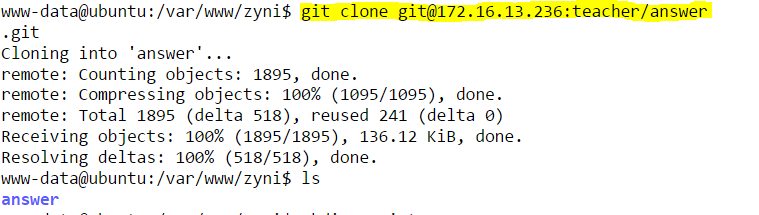 www-data@ubuntu:/var/www/zyni$ git clone git@172.16.13.236:teacher/answer
.git
Cloning into 'answer'...
remote: Counting objects: 1895, done.
remote: Compressing objects: 100% (1095/1095), done.
remote: Total 1895 (delta 518), reused 241 (delta 0)
Receiving objects: 100% (1895/1895), 136.12 KiB, done.
Resolving deltas: 100% (518/518), done.
www-data@ubuntu:/var/www/zyni$ ls
answer